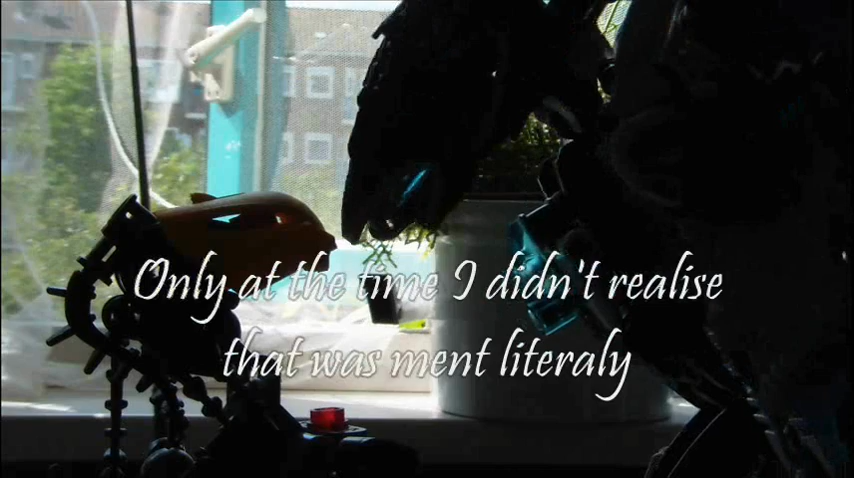 Only at the time I didn't realise
that was ment literaly